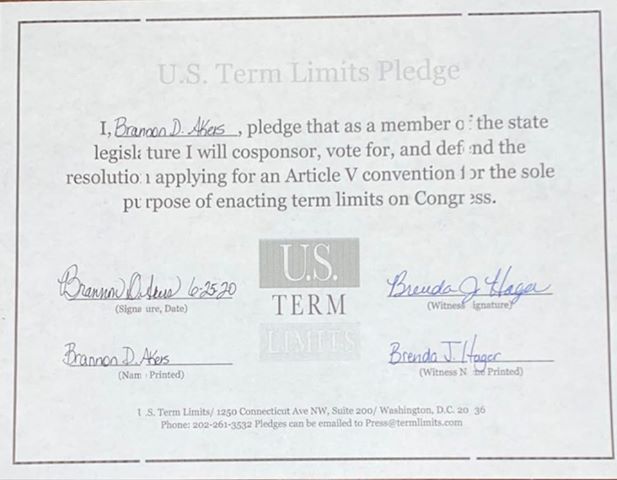 U.S. Term Limits Pledge
I, Brannon D. Akers, pledge that as a member of the state
legislature I will cosponsor, vote for, and defend the
resolution applying for an Article V convention for the sole
purpose of enacting term limits on Congress.
Brannon D. Akers 6-25-20
(Signature, Date)
Brannon D. Akers
(Name Printed)
U.S.
TERM
LIMITS
Brenda J Hager
(Witness Signature)
Brenda J. Hager
(Witness Name Printed)
U.S. Term Limits/ 1250 Connecticut Ave NW, Suite 200/ Washington, D.C. 20 36
Phone: 202-261-3532 Pledges can be emailed to Press@termlimits.com